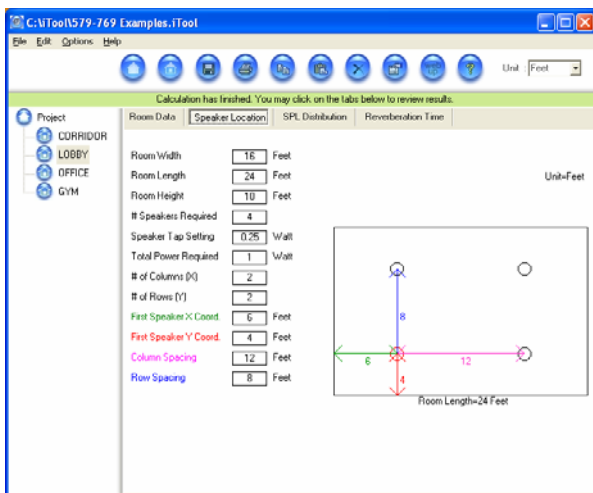 C:\iTool\579-769 Examples.iTool
File Edit Options Help
Unit : Feet
Calculation has finished. You may click on the tabs below to review results.
Project
CORRIDOR
LOBBY
OFFICE
GYM
Room Data Speaker Location SPL Distribution Reverberation Time
Room Width 16 Feet
Room Length 24 Feet
Unit=Feet
Room Height 10 Feet
# Speakers Required 4
Speaker Tap Setting 0.25 Watt
Total Power Required 1 Watt
# of Columns (X) 2
# of Rows (Y) 2
First Speaker X Coord. 6 Feet
First Speaker Y Coord. 4 Feet
Column Spacing 12 Feet
Row Spacing 8 Feet
8
6
12
4
Room Length=24 Feet